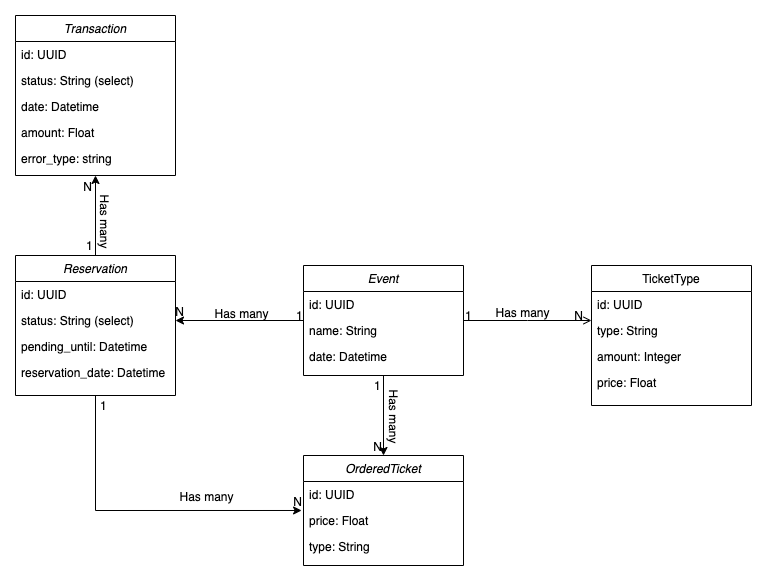 Transaction
id: UUID
status: String (select)
date: Datetime
amount: Float
error_type: string
N
Has many
1
Reservation
id: UUID
status: String (select)
pending_until: Datetime
reservation_date: Datetime
N
Has many
1
Event
id: UUID
name: String
date: Datetime
1
Has many
N
TicketType
id: UUID
type: String
amount: Integer
price: Float
1
Has many
N
1
Has many
N
OrderedTicket
id: UUID
price: Float
type: String